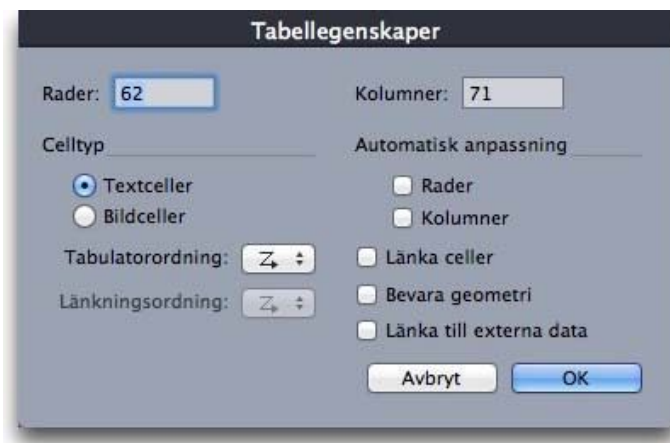 Tabellegenskaper
Rader: 62
Kolumner: 71
Celltyp
Automatisk anpassning
Textceller
Rader
Bildceller
Kolumner
Tabulatorordning:
Länka celler
Länkningsordning:
Bevara geometri
Länka till externa data
Avbryt
OK